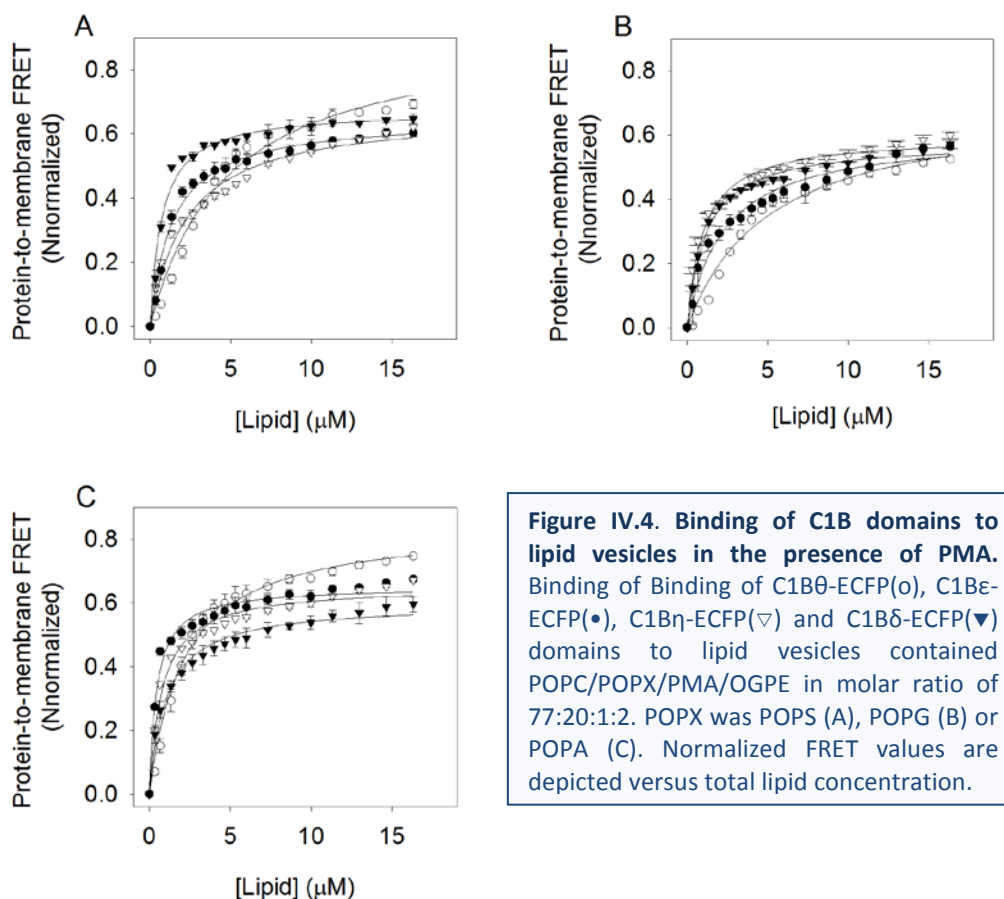 A
Protein-to-membrane FRET
(Nnormalized)
0.8
0.6
0.4
0.2
0.0
0 5 10 15
[Lipid] (μM)
B
Protein-to-membrane FRET
(Nnormalized)
0.8
0.6
0.4
0.2
0.0
0 5 10 15
[Lipid] (μM)
C
Protein-to-membrane FRET
(Nnormalized)
0.8
0.6
0.4
0.2
0.0
0 5 10 15
[Lipid] (μM)
Figure IV.4. Binding of C1B domains to
lipid vesicles in the presence of PMA.
Binding of Binding of C1Bθ-ECFP(o), C1Bε-
ECFP(•), C1Bη-ECFP(▽) and C1Bδ-ECFP(▼)
domains to lipid vesicles contained
POPC/POPX/PMA/OGPE in molar ratio of
77:20:1:2. POPX was POPS (A), POPG (B) or
POPA (C). Normalized FRET values are
depicted versus total lipid concentration.